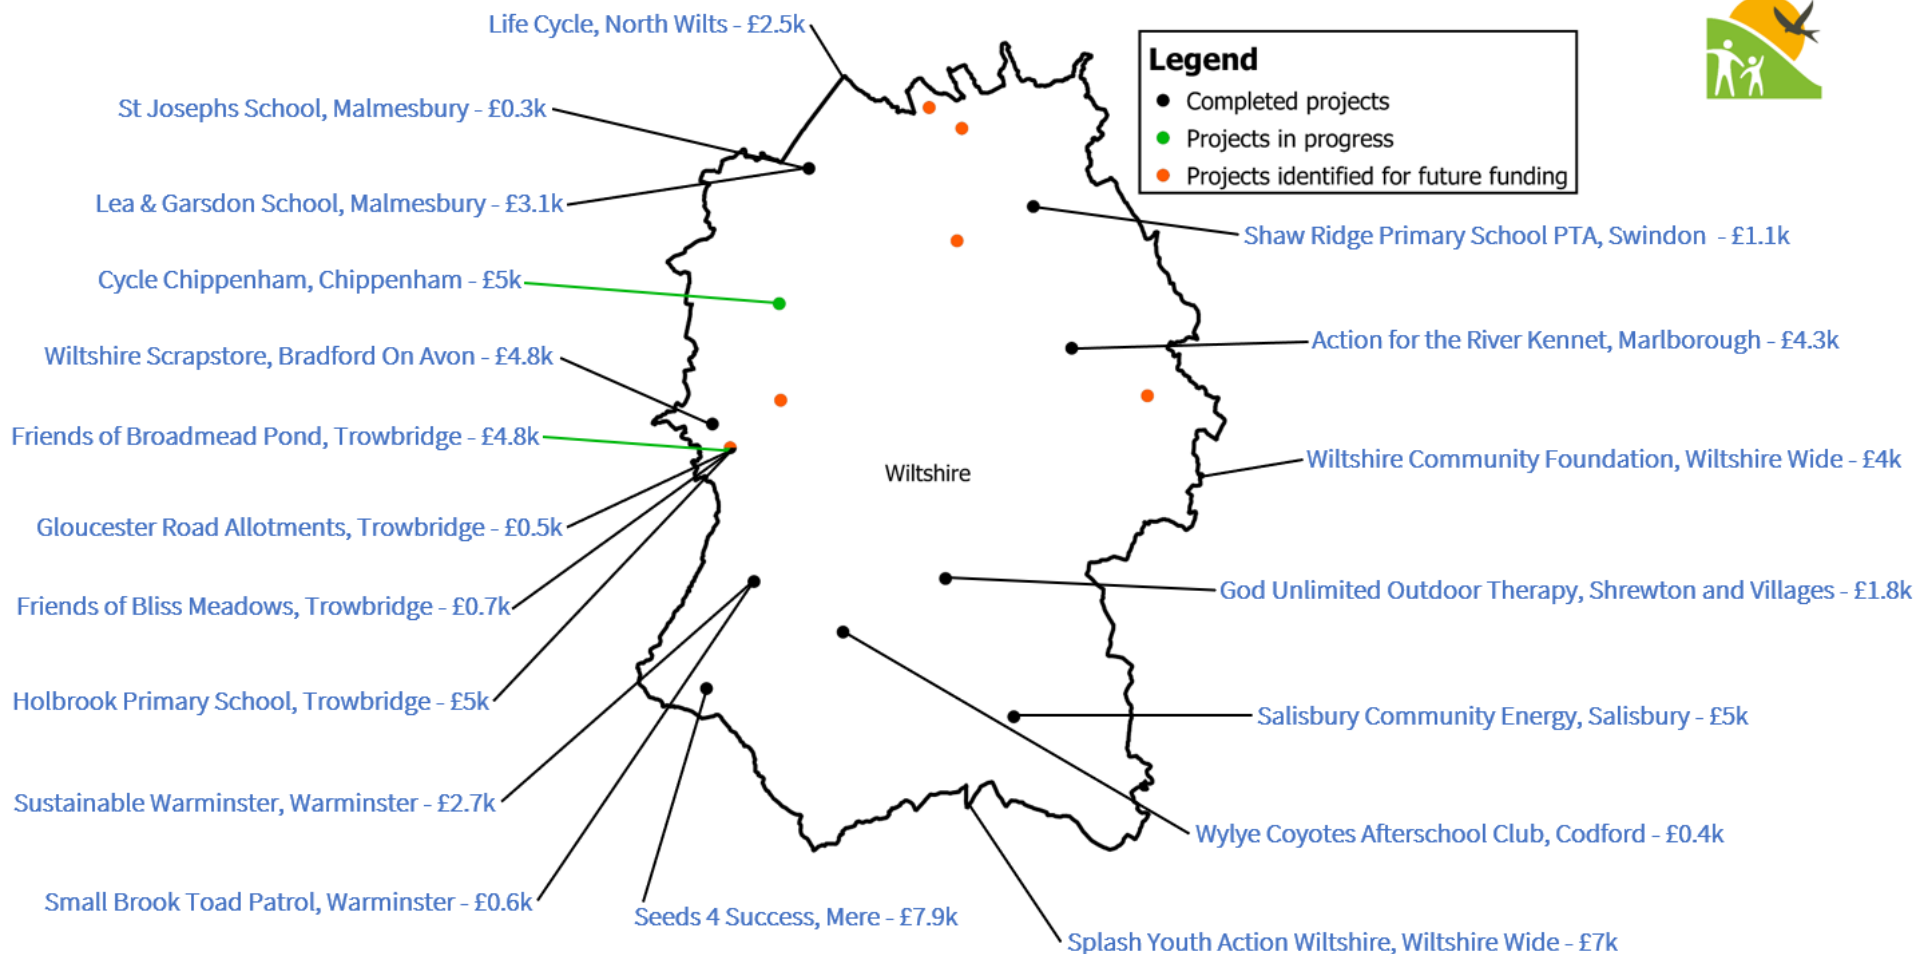 Life Cycle, North Wilts - £2.5k
St Josephs School, Malmesbury - £0.3k
Lea & Garsdon School, Malmesbury - £3.1k
Cycle Chippenham, Chippenham - £5k
Wiltshire Scrapstore, Bradford On Avon - £4.8k
Friends of Broadmead Pond, Trowbridge - £4.8k
Gloucester Road Allotments, Trowbridge - £0.5k
Friends of Bliss Meadows, Trowbridge - £0.7k
Holbrook Primary School, Trowbridge - £5k
Sustainable Warminster, Warminster - £2.7k
Small Brook Toad Patrol, Warminster - £0.6k
Seeds 4 Success, Mere - £7.9k
Wiltshire
Legend
Completed projects
Projects in progress
Projects identified for future funding
Shaw Ridge Primary School PTA, Swindon - £1.1k
Action for the River Kennet, Marlborough - £4.3k
Wiltshire Community Foundation, Wiltshire Wide - £4k
God Unlimited Outdoor Therapy, Shrewton and Villages - £1.8k
Salisbury Community Energy, Salisbury - £5k
Wylye Coyotes Afterschool Club, Codford - £0.4k
Splash Youth Action Wiltshire, Wiltshire Wide - £7k